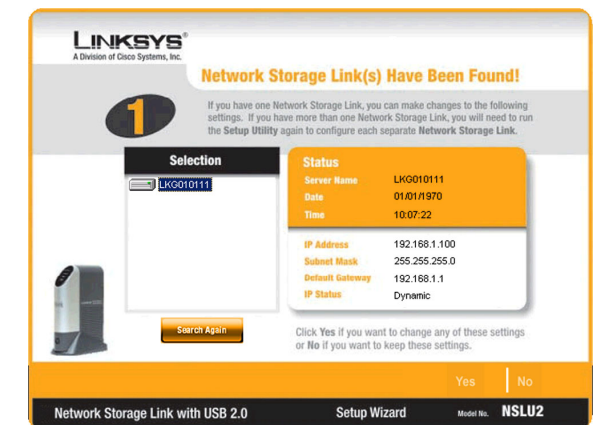 LINKSYS®
A Division of Cisco Systems, Inc.
Network Storage Link(s) Have Been Found!
1
If you have one Network Storage Link, you can make changes to the following
settings. If you have more than one Network Storage Link, you will need to run
the Setup Utility again to configure each separate Network Storage Link.
Selection
LKG010111
Search Again
Status
Server Name LKG010111
Date 01/01/1970
Time 10:07:22
IP Address 192.168.1.100
Subnet Mask 255.255.255.0
Default Gateway 192.168.1.1
IP Status Dynamic
Click Yes if you want to change any of these settings
or No if you want to keep these settings.
Yes No
Network Storage Link with USB 2.0 Setup Wizard Model No. NSLU2